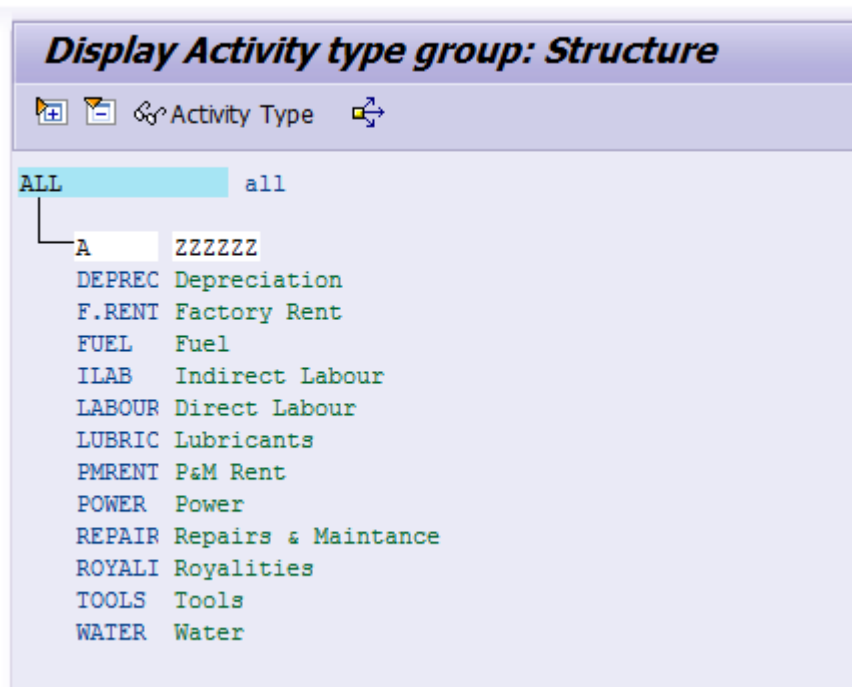 Display Activity type group: Structure
Activity Type
ALL all
A ZZZZZZ
DEPREC Depreciation
F.RENT Factory Rent
FUEL Fuel
ILAB Indirect Labour
LABOUR Direct Labour
LUBRIC Lubricants
PMRENT P&M Rent
POWER Power
REPAIR Repairs & Maintance
ROYALI Royalities
TOOLS Tools
WATER Water